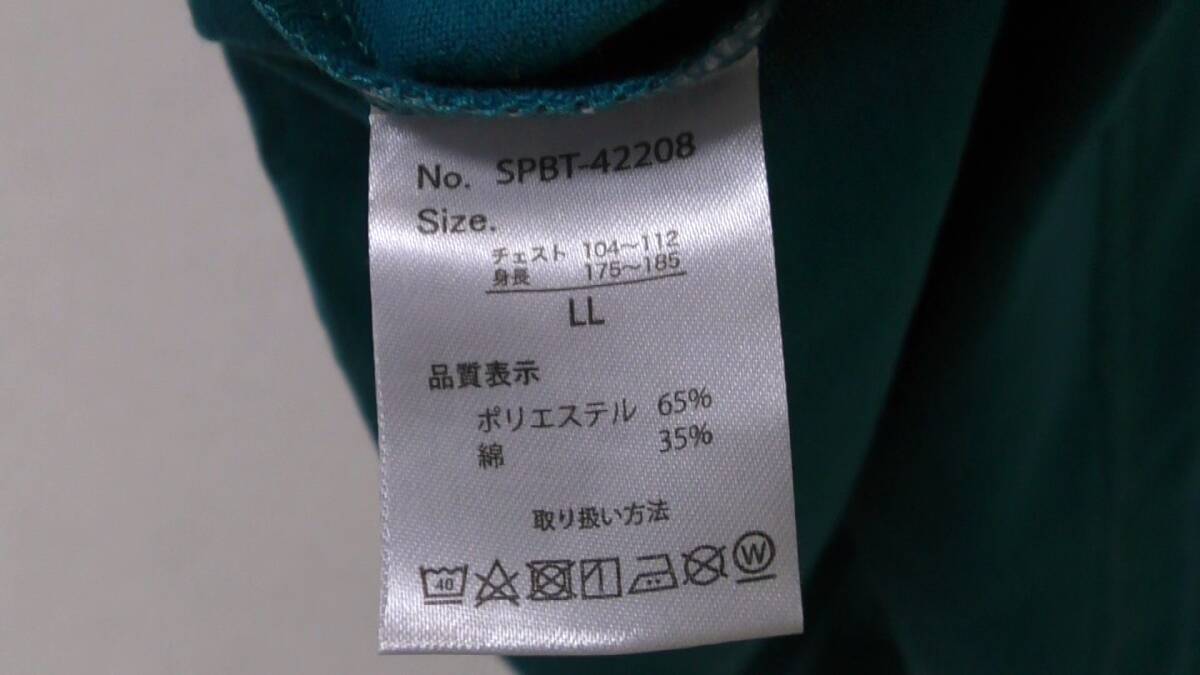 No. SPBT-42208
Size.
チェスト 104～112
身長 175～185
LL
品質表示
ポリエステル 65%
綿 35%
取り扱い方法
40
W